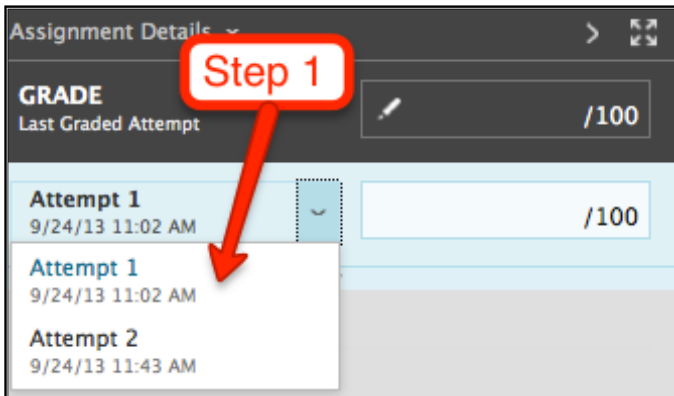 Assignment Details
Step 1
GRADE
Last Graded Attempt
/100
Attempt 1
9/24/13 11:02 AM
/100
Attempt 1
9/24/13 11:02 AM
Attempt 2
9/24/13 11:43 AM